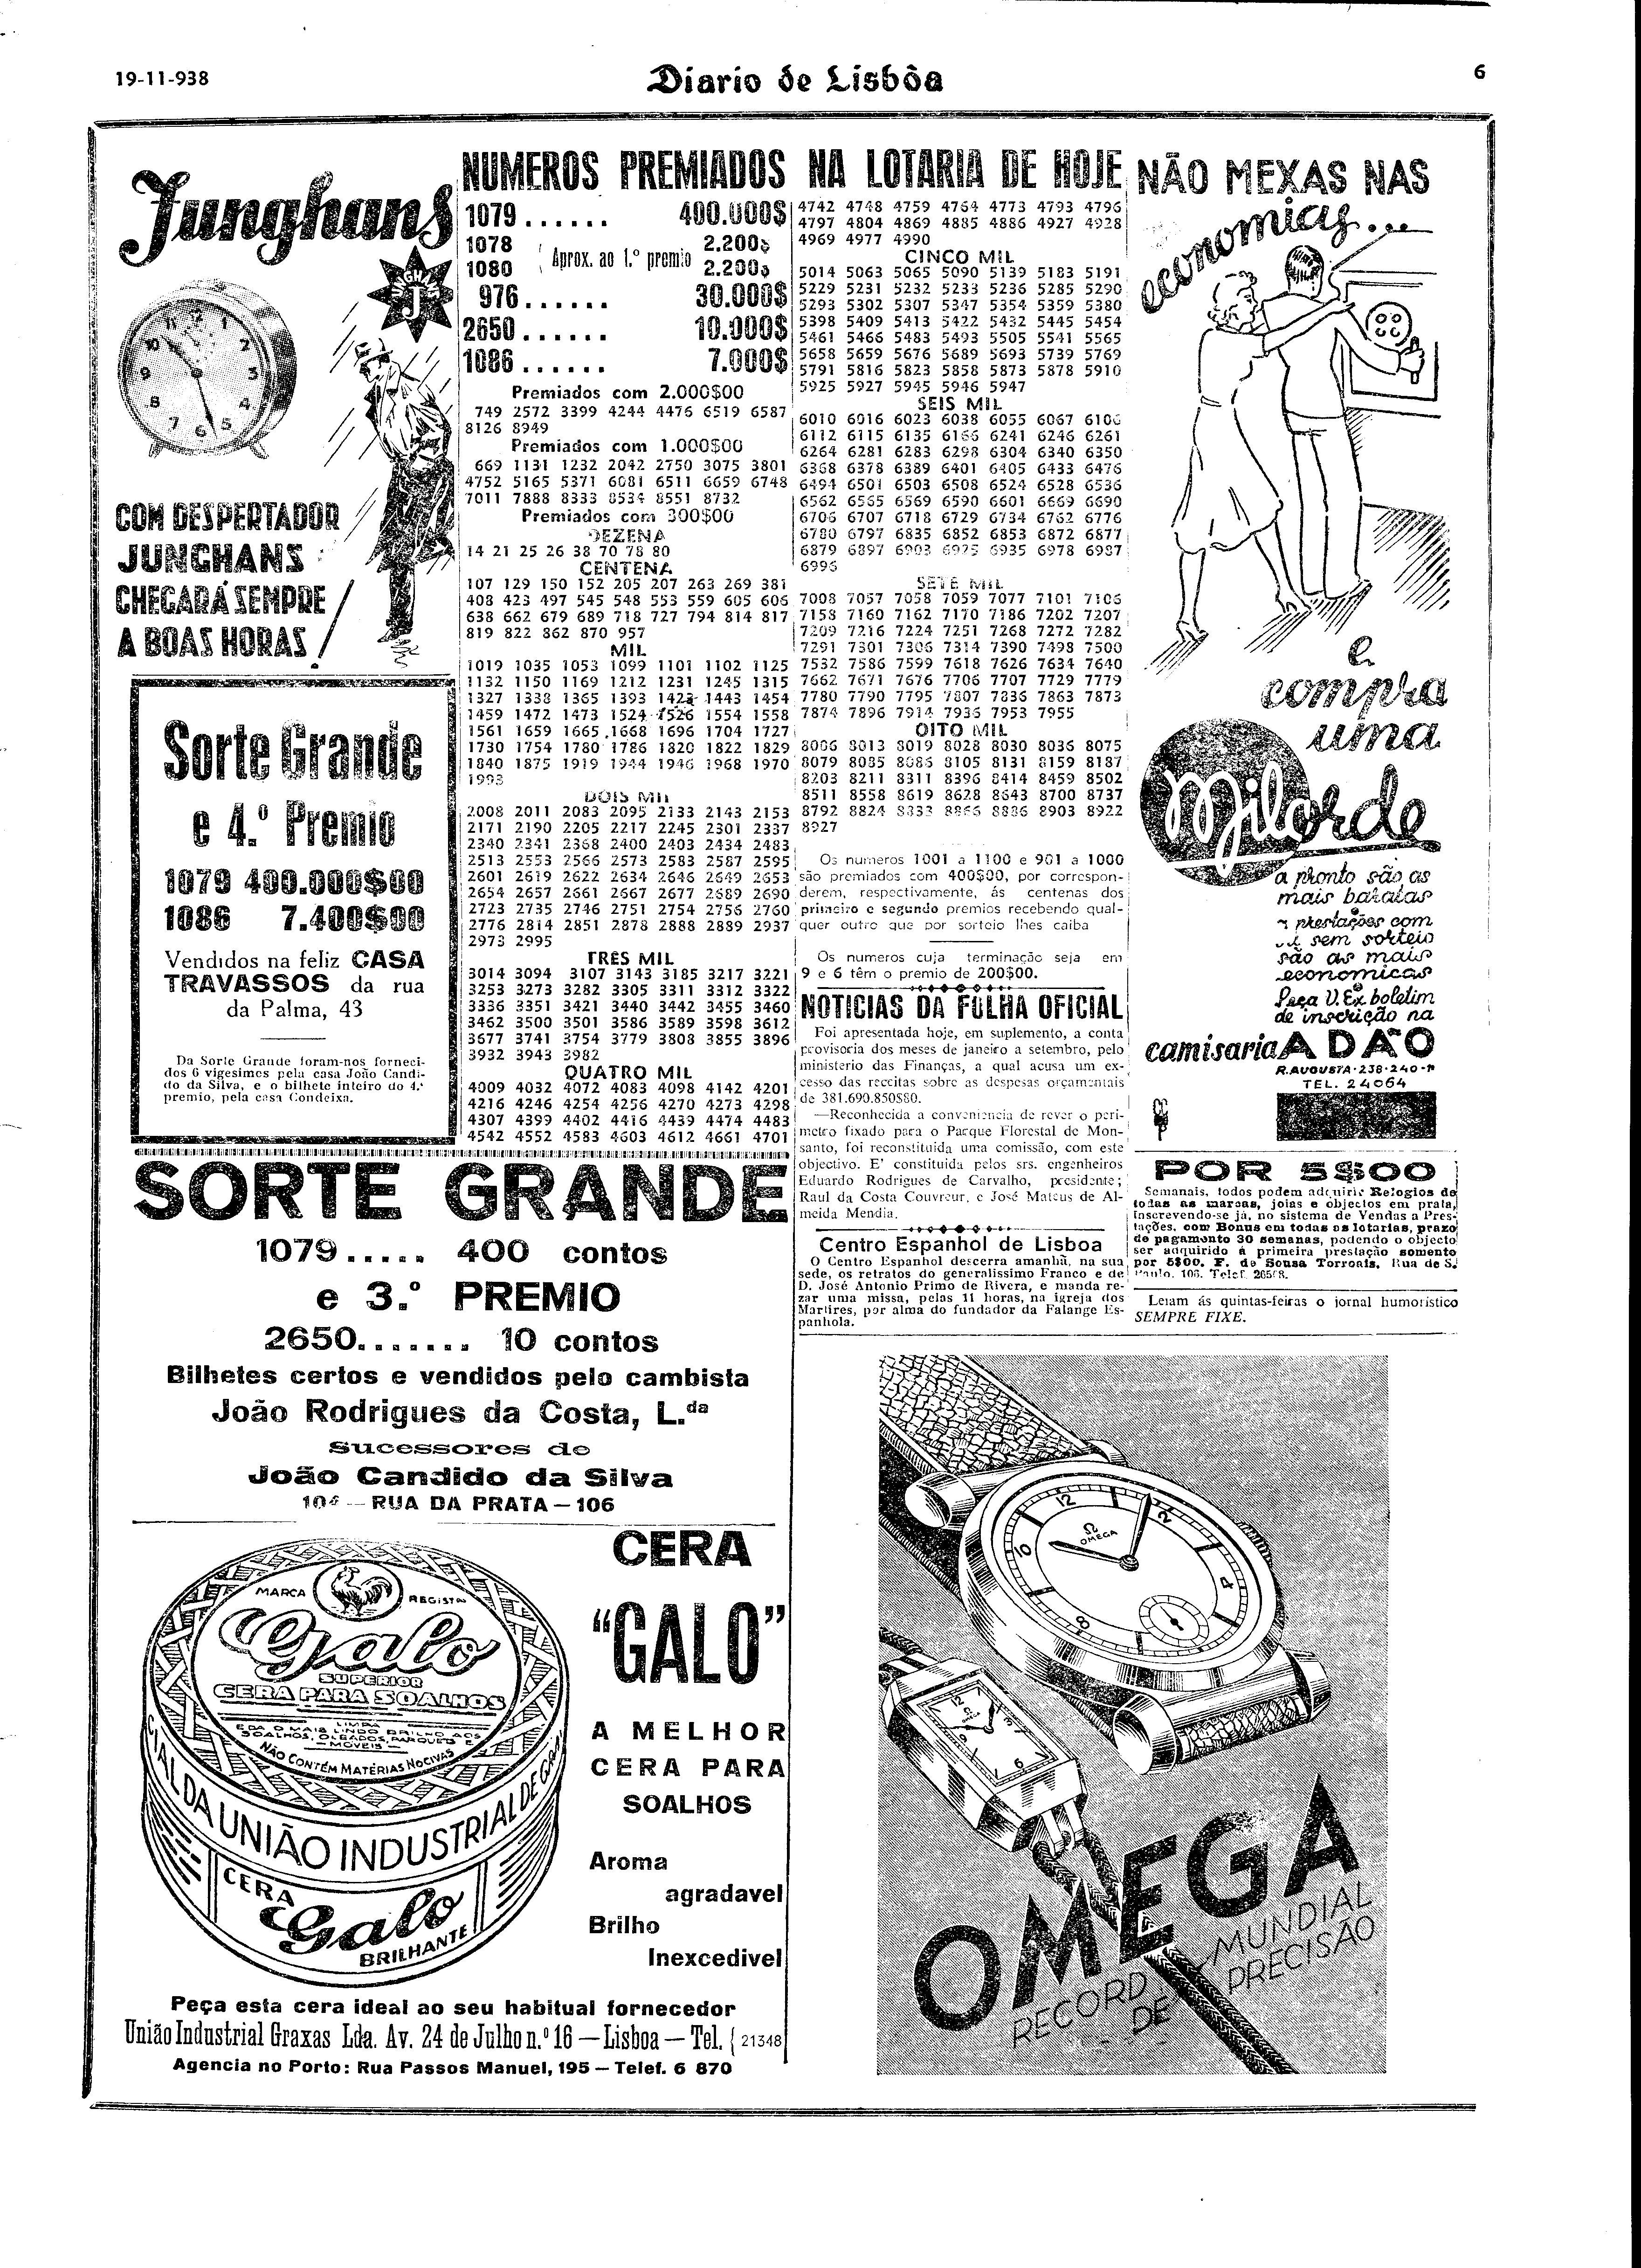 19-11-938
Diario de Lisbôa
6
Junghans
COM DESPERTADOR
JUNGHANS
CHEGARÁ SEMPRE
A BOAS HORAS!
Sorte Grande
e 4.º Premio
1079 400.000$00
1086 7.400$00
Vendidos na feliz CASA
TRAVASSOS da rua
da Palma, 43
Da Sorte Grande foram-nos forneci-
dos 6 vigesimos pela casa João Candi-
do da Silva, e o bilhete inteiro do 4.º
premio, pela casa Condeixa.
NUMEROS PREMIADOS NA LOTARIA DE HOJE
1079 ...... 400.000$
1078
1080
Aprox. ao 1.º premio
2.200$
2.200$
976 ...... 30.000$
2650 ...... 10.000$
1086 ...... 7.000$
Premiados com 2.000$00
749 2572 3399 4244 4476 6519 6587
8126 8949
Premiados com 1.000$00
669 1131 1232 2042 2750 3075 3801
4752 5165 5371 6081 6511 6659 6748
7011 7888 8333 8534 8551 8732
Premiados com 300$00
DEZENA
14 21 25 26 38 70 78 80
CENTENA
107 129 150 152 205 207 263 269 381
408 423 497 545 548 553 559 605 606
638 662 679 689 718 727 794 814 817
819 822 862 870 957
MIL
1019 1035 1053 1099 1101 1102 1125
1132 1150 1169 1212 1231 1245 1315
1327 1338 1365 1393 1423 1443 1454
1459 1472 1473 1524 1526 1554 1558
1561 1659 1665 1668 1696 1704 1727
1730 1754 1780 1786 1820 1822 1829
1840 1875 1919 1944 1946 1968 1970
1993
DOIS MIL
2008 2011 2083 2095 2133 2143 2153
2171 2190 2205 2217 2245 2301 2337
2340 2341 2368 2400 2403 2434 2483
2513 2553 2566 2573 2583 2587 2595
2601 2619 2622 2634 2646 2649 2653
2654 2657 2661 2667 2677 2689 2690
2723 2735 2746 2751 2754 2756 2760
2776 2814 2851 2878 2888 2889 2937
2973 2995
TRÊS MIL
3014 3094 3107 3143 3185 3217 3221
3253 3273 3282 3305 3311 3312 3322
3336 3351 3421 3440 3442 3455 3460
3462 3500 3501 3586 3589 3598 3612
3677 3741 3754 3779 3808 3855 3896
3932 3943 3982
QUATRO MIL
4009 4032 4072 4083 4098 4142 4201
4216 4246 4254 4256 4270 4273 4298
4307 4399 4402 4416 4439 4474 4483
4542 4552 4583 4603 4612 4661 4701
4742 4748 4759 4764 4773 4793 4796
4797 4804 4869 4885 4886 4927 4928
4969 4977 4990
CINCO MIL
5014 5063 5065 5090 5139 5183 5191
5229 5231 5232 5233 5236 5285 5290
5293 5302 5307 5347 5354 5359 5380
5398 5409 5413 5422 5432 5445 5454
5461 5466 5483 5493 5505 5541 5565
5658 5659 5676 5689 5693 5739 5769
5791 5816 5823 5858 5873 5878 5910
5925 5927 5945 5946 5947
SEIS MIL
6010 6016 6023 6038 6055 6067 6106
6112 6115 6135 6166 6241 6246 6261
6264 6281 6283 6298 6304 6340 6350
6368 6378 6389 6401 6405 6433 6476
6494 6501 6503 6508 6524 6528 6536
6562 6565 6569 6590 6601 6669 6690
6706 6707 6718 6729 6734 6762 6776
6780 6797 6835 6852 6853 6872 6877
6879 6897 6903 6925 6935 6978 6987
6996
SETE MIL
7008 7057 7058 7059 7077 7101 7106
7158 7160 7162 7170 7186 7202 7207
7209 7216 7224 7251 7268 7272 7282
7291 7301 7306 7314 7390 7498 7500
7532 7586 7599 7618 7626 7634 7640
7662 7671 7676 7706 7707 7729 7779
7780 7790 7795 7807 7836 7863 7873
7874 7896 7914 7936 7953 7955
OITO MIL
8006 8013 8019 8028 8030 8036 8075
8079 8085 8086 8105 8131 8159 8187
8203 8211 8311 8396 8414 8459 8502
8511 8558 8619 8628 8643 8700 8737
8792 8824 8833 8866 8886 8903 8922
8927
Os numeros 1001 a 1100 e 901 a 1000
são premiados com 400$00, por correspon-
derem, respectivamente, ás centenas dos
primeiro e segundo premios recebendo qual-
quer outro que por sorteio lhes caiba
Os numeros cuja terminação seja em
9 e 6 têm o premio de 200$00.
NOTICIAS DA FOLHA OFICIAL
Foi apresentada hoje, em suplemento, a conta
provisoria dos meses de janeiro a setembro, pelo
ministerio das Finanças, a qual acusa um ex-
cesso das receitas sobre as despesas orçamentais
de 381.690.850$80.
—Reconhecida a conveniencia de rever o peri-
metro fixado para o Parque Florestal de Mon-
santo, foi reconstituida uma comissão, com este
objectivo. E' constituida pelos srs. engenheiros
Eduardo Rodrigues de Carvalho, presidente;
Raul da Costa Couvreur, e José Mateus de Al-
meida Mendia.
Centro Espanhol de Lisboa
O Centro Espanhol descerra amanhã, na sua
sede, os retratos do generalissimo Franco e de
D. José Antonio Primo de Rivera, e manda re-
zar uma missa, pelas 11 horas, na igreja dos
Martires, por alma do fundador da Falange Es-
panhola.
NÃO MEXAS NAS
economias...
e
compra
uma
Milorde
a pronto são as
mais baratas
prestações com
sem sorteio
são as mais
economicas
Peça V. Ex. boletim
de inscrição na
camisaria ADÃO
R. AUGUSTA·238·240·
TEL. 24064
POR 5$00
Semanais, todos podem adquirir Relogios de
todas as marcas, joias e objectos em prata,
inscrevendo-se já, no sistema de Vendas a Pres-
tações, com Bonus em todas as lotarias, prazo
de pagamento 30 semanas, podendo o objecto
ser adquirido á primeira prestação somente
por 5$00. F. de Sousa Torroais. Rua de S.
Paulo, 106. Telef.
Leiam ás quintas-feiras o jornal humoristico
SEMPRE FIXE.
SORTE GRANDE
1079..... 400 contos
e 3.º PREMIO
2650....... 10 contos
Bilhetes certos e vendidos pelo cambista
João Rodrigues da Costa, L.da
Sucessores de
João Candido da Silva
104 — RUA DA PRATA — 106
MARCA REGIST
Galo
SUPERIOR
CERA PARA SOALHOS
LIMPA
E DA O MAIS LINDO BRILHO AOS
SOALHOS, OLEADOS, PARQUETS E
MOVEIS
NÃO CONTÉM MATÉRIAS NOCIVAS
DA UNIÃO INDUSTRIAL DE
CERA
Galo
BRILHANTE
CERA
“GALO”
A MELHOR
CERA PARA
SOALHOS
Aroma
agradavel
Brilho
Inexcedivel
Peça esta cera ideal ao seu habitual fornecedor
União Industrial Graxas Lda. Av. 24 de Julho n.º 16 — Lisboa — Tel. { 21348
Agencia no Porto: Rua Passos Manuel, 195 — Telef. 6 870
12
2
4
8
10
Ω
OMEGA
OMEGA
RECORD MUNDIAL
DE PRECISÃO